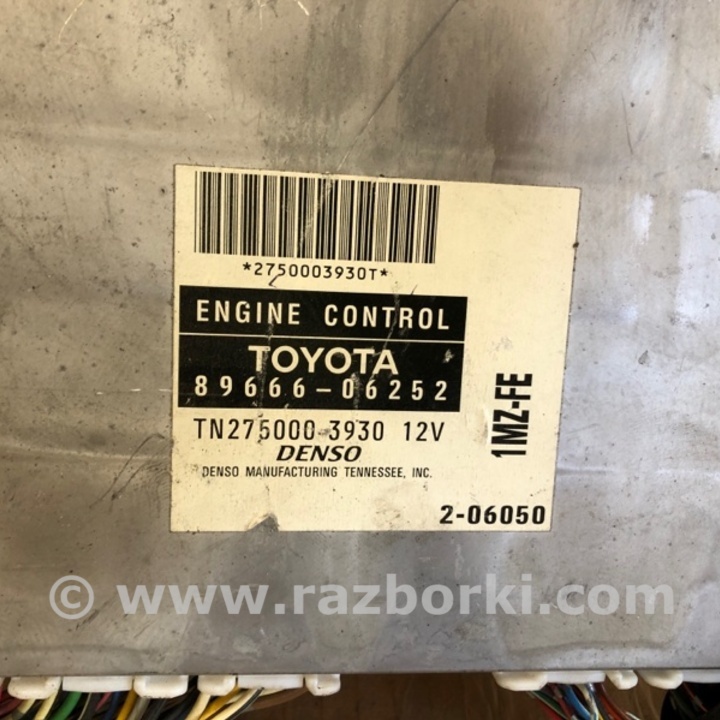 *2750003930T*
ENGINE CONTROL
TOYOTA
89666-06252
TN275000-3930 12V
DENSO
DENSO MANUFACTURING TENNESSEE, INC.
1MZ-FE
2-06050
© www.razborki.com